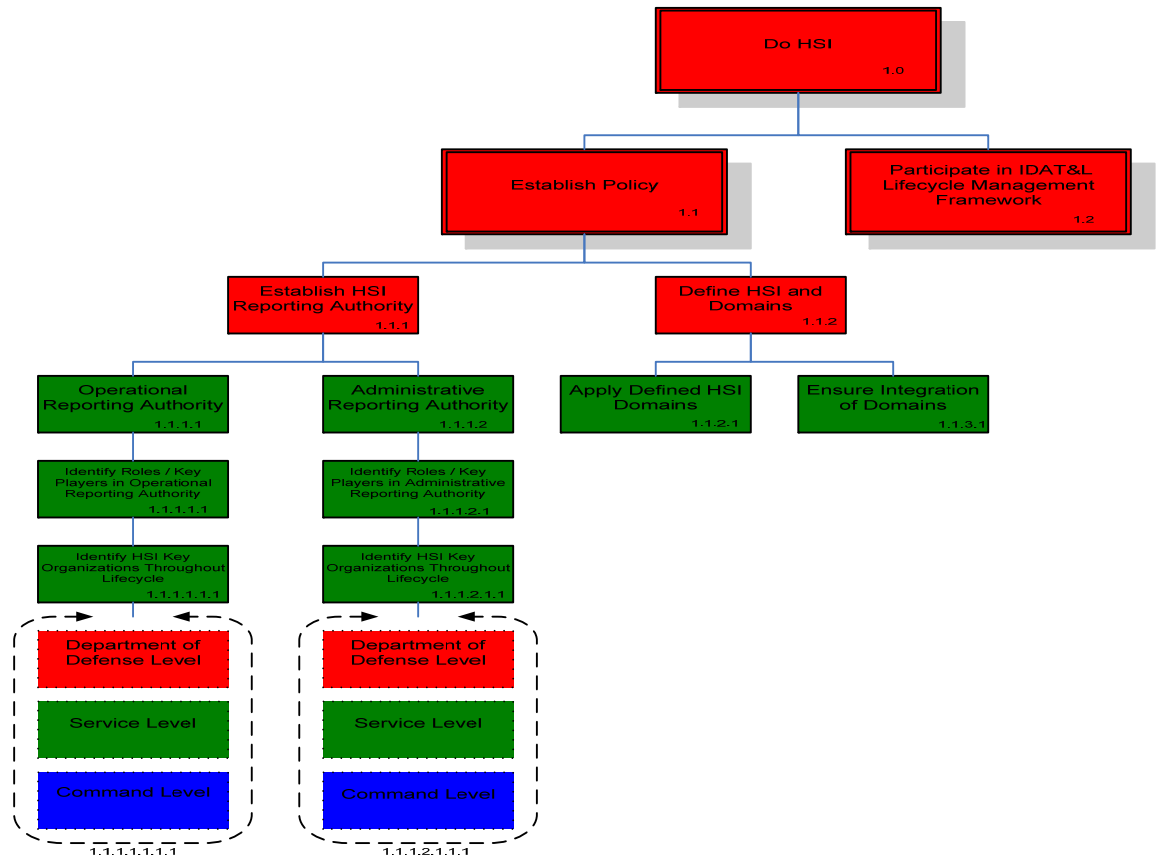 Do HSI
1.0
Establish Policy
1.1
Participate in IDAT&L
Lifecycle Management
Framework
1.2
Establish HSI
Reporting Authority
1.1.1
Define HSI and
Domains
1.1.2
Operational
Reporting Authority
1.1.1.1
Administrative
Reporting Authority
1.1.1.2
Apply Defined HSI
Domains
1.1.2.1
Ensure Integration
of Domains
1.1.3.1
Identify Roles / Key
Players in Operational
Reporting Authority
1.1.1.1.1
Identify Roles / Key
Players in Administrative
Reporting Authority
1.1.1.2.1
Identify HSI Key
Organizations Throughout
Lifecycle
1.1.1.1.1.1
Identify HSI Key
Organizations Throughout
Lifecycle
1.1.1.2.1.1
Department of
Defense Level
Service Level
Command Level
1.1.1.1.1.1.1
Department of
Defense Level
Service Level
Command Level
1.1.1.2.1.1.1